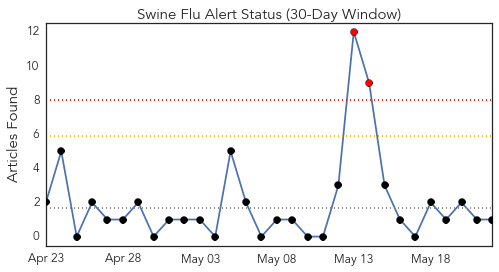 Swine Flu Alert Status (30-Day Window)
Articles Found
12
10
8
6
4
2
0
Apr 23 Apr 28 May 03 May 08 May 13 May 18